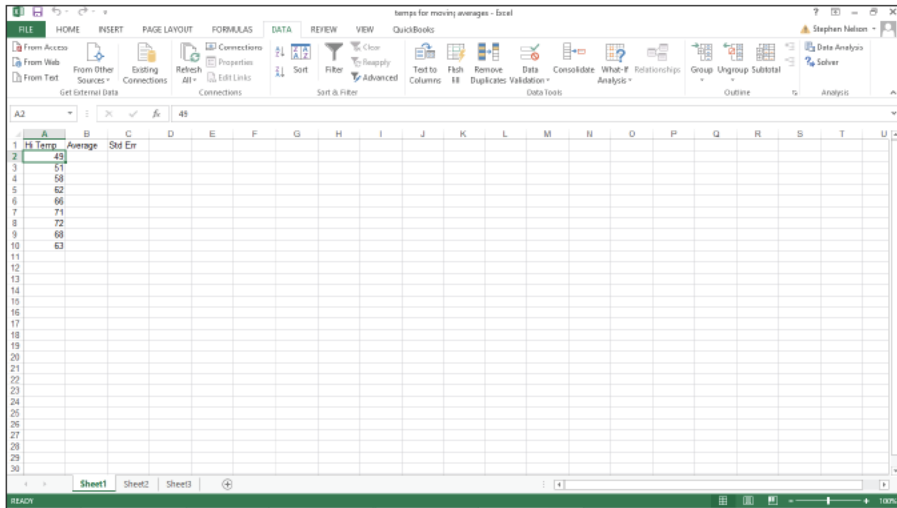 temps for moving averages - Excel
FILE HOME INSERT PAGE LAYOUT FORMULAS DATA REVIEW VIEW QuickBooks Stephen Nelson
From Access
From Web
From Text
From Other Sources
Existing Connections
Get External Data
Refresh All
Connections
Properties
Edit Links
Connections
Sort
Filter
Clear
Reapply
Advanced
Sort & Filter
Text to Columns
Flash Fill
Remove Duplicates
Data Validation
Consolidate
What-If Analysis
Relationships
Data Tools
Group Ungroup Subtotal
Outline
Data Analysis
Solver
Analysis
A2 fx 49
A B C D E F G H I J K L M N O P Q R S T U
1 Hi Temp Average Std Err
2 49
3 51
4 58
5 62
6 66
7 71
8 72
9 68
10 63
11
12
13
14
15
16
17
18
19
20
21
22
23
24
25
26
27
28
29
30
Sheet1 Sheet2 Sheet3
READY 100%